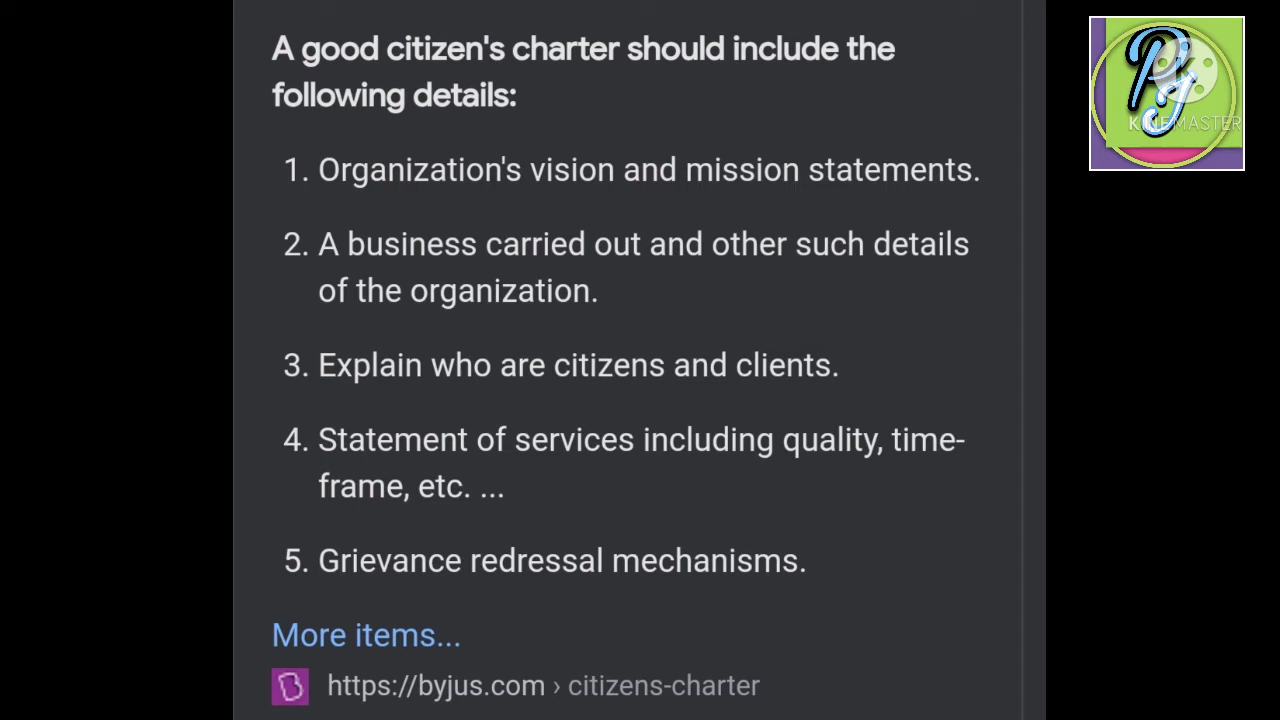 A good citizen's charter should include the
following details:
1. Organization's vision and mission statements.
2. A business carried out and other such details
of the organization.
3. Explain who are citizens and clients.
4. Statement of services including quality, time-
frame, etc. ...
5. Grievance redressal mechanisms.
More items...
https://byjus.com › citizens-charter
Py
KINEMASTER